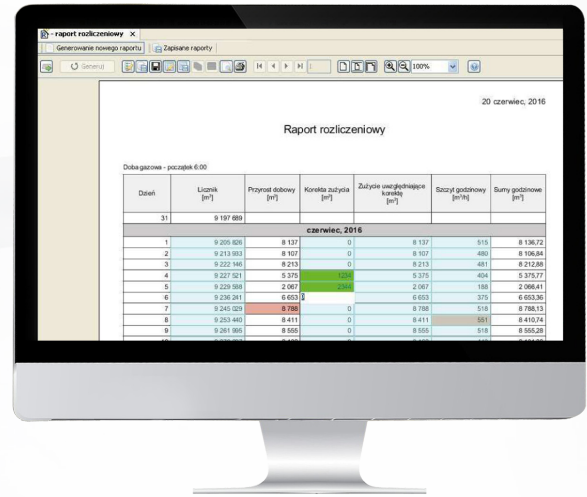 - raport rozliczeniowy X
Generowanie nowego raportu Zapisane raporty
Generuj 100%
20 czerwiec, 2016
Raport rozliczeniowy
Doba gazowa - początek 6:00
Dzień Licznik [m³] Przyrost dobowy [m³] Korekta zużycia [m³] Zużycie uwzględniające korektę [m³] Szczyt godzinowy [m³/h] Sumy godzinowe [m³]
31 9 197 689
czerwiec, 2016
1 9 205 826 8 137 0 8 137 515 8 136,72
2 9 213 933 8 107 0 8 107 480 8 106,84
3 9 222 146 8 213 0 8 213 481 8 212,88
4 9 227 521 5 375 1234 5 375 404 5 375,77
5 9 229 588 2 067 2344 2 067 188 2 066,41
6 9 236 241 6 653 6 653 375 6 653,36
7 9 245 029 8 788 0 8 788 518 8 788,13
8 9 253 440 8 411 0 8 411 551 8 410,74
9 9 261 995 8 555 0 8 555 518 8 555,28